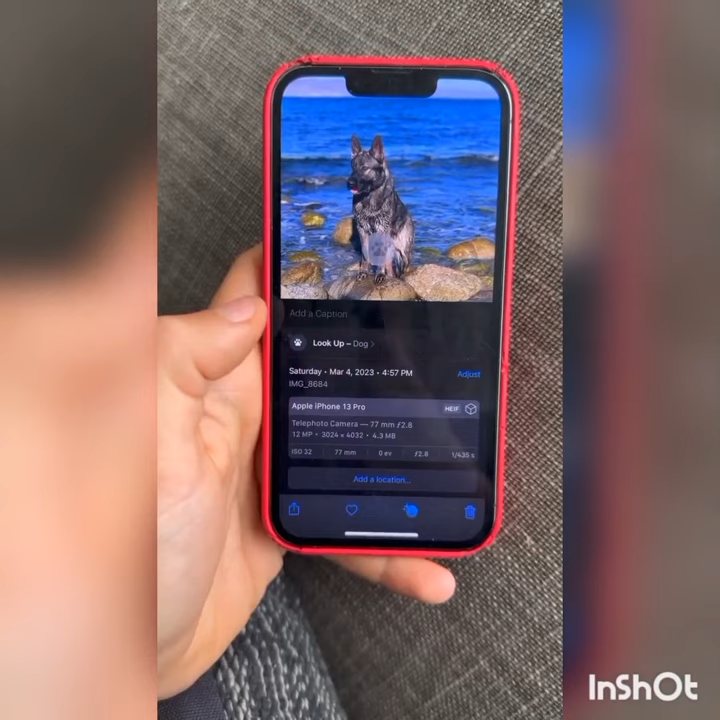 Add a Caption
Look Up – Dog >
Saturday • Mar 4, 2023 • 4:57 PM
Adjust
IMG_8684
Apple iPhone 13 Pro
HEIF
Telephoto Camera — 77 mm ƒ2.8
12 MP • 3024 × 4032 • 4.3 MB
ISO 32 77 mm 0 ev ƒ2.8 1/435 s
Add a location...
InShOt